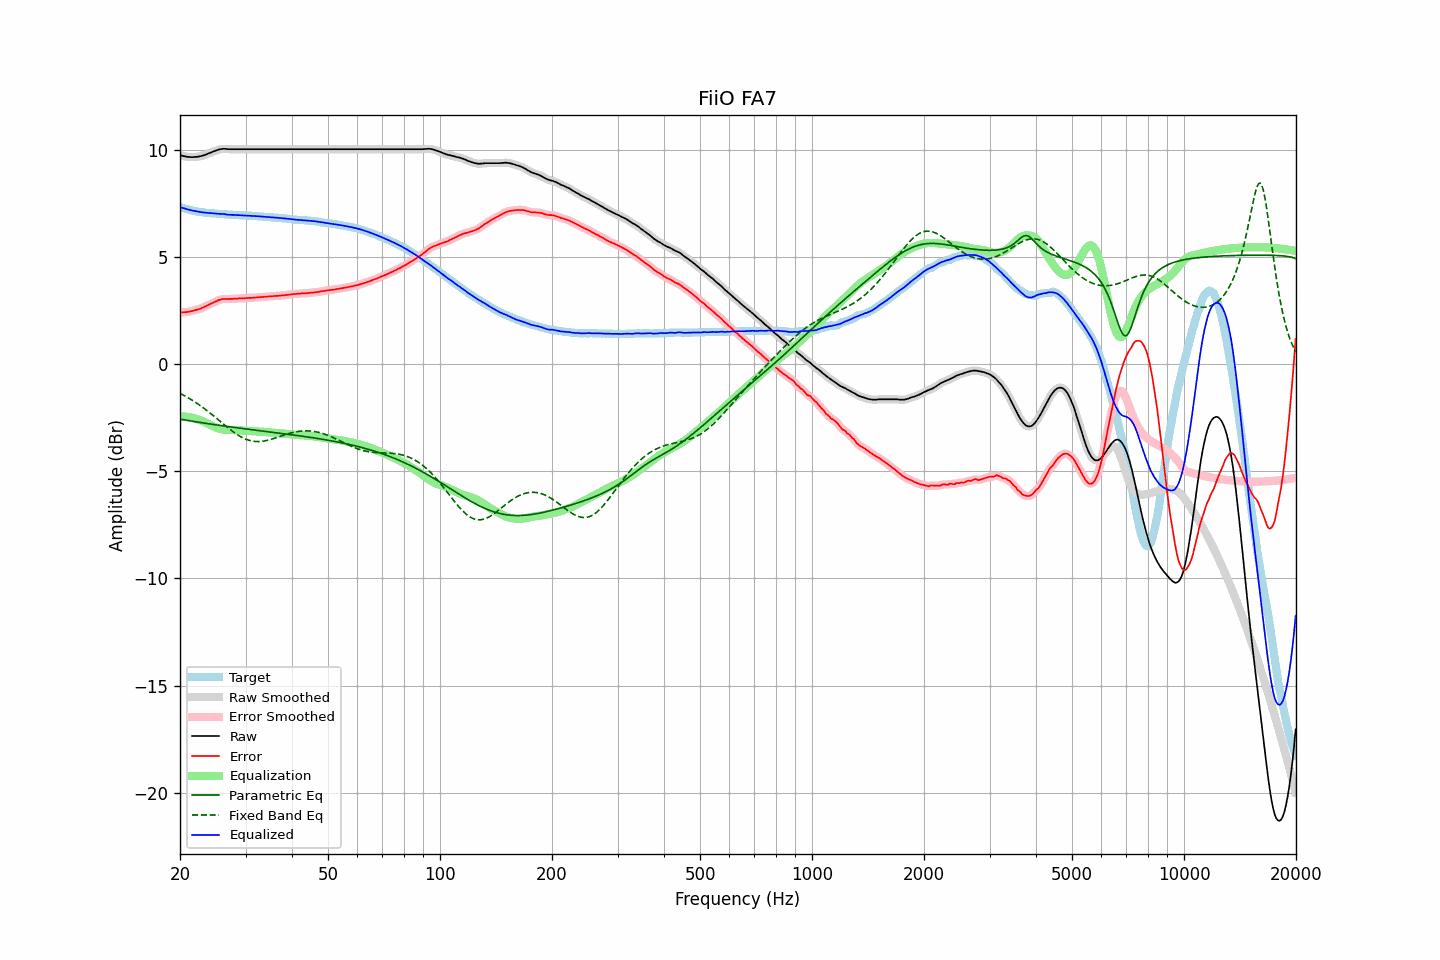 FiiO FA7
Amplitude (dBr)
10
5
0
−5
−10
−15
−20
Target
Raw Smoothed
Error Smoothed
Raw
Error
Equalization
Parametric Eq
Fixed Band Eq
Equalized
20 50 100 200 500 1000 2000 5000 10000 20000
Frequency (Hz)